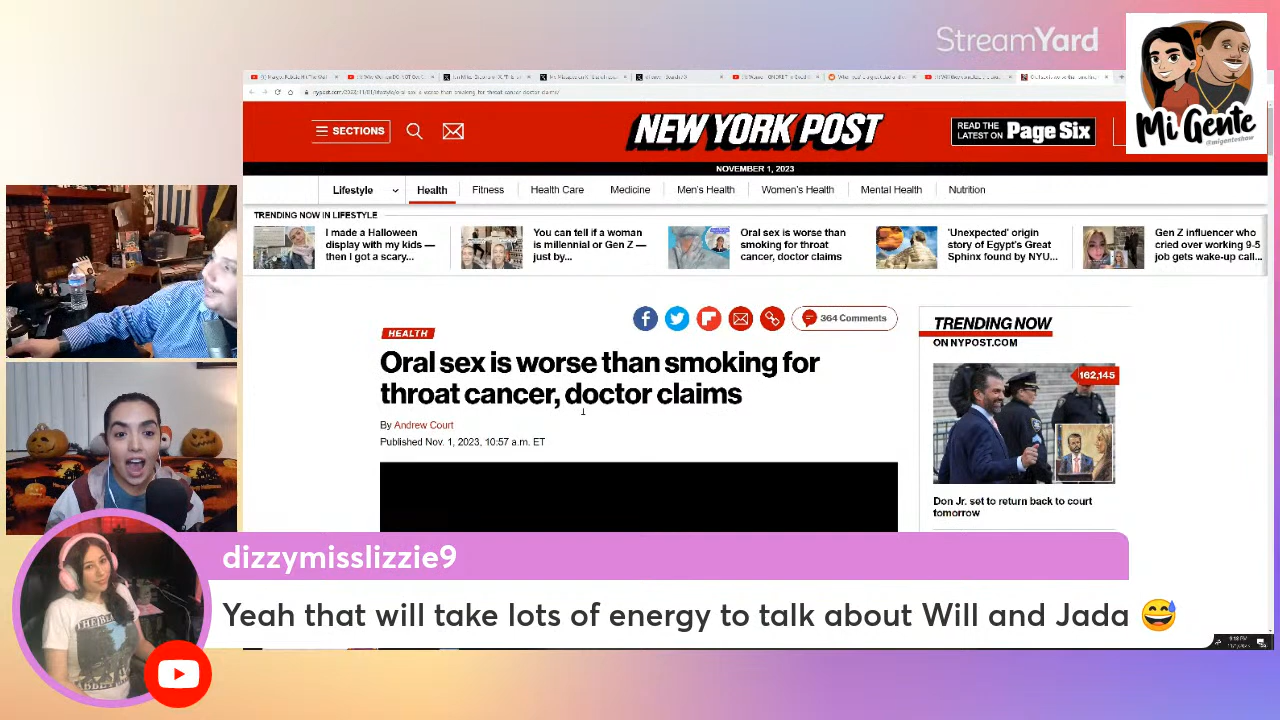 StreamYard
Mi Gente
@migenteshow
SECTIONS
NEW YORK POST
READ THE
LATEST ON
Page Six
NOVEMBER 1, 2023
Lifestyle
Health
Fitness
Health Care
Medicine
Men's Health
Women's Health
Mental Health
Nutrition
TRENDING NOW IN LIFESTYLE
I made a Halloween
display with my kids —
then I got a scary...
You can tell if a woman
is millennial or Gen Z —
just by...
Oral sex is worse than
smoking for throat
cancer, doctor claims
'Unexpected' origin
story of Egypt's Great
Sphinx found by NYU...
Gen Z influencer who
cried over working 9-5
job gets wake-up call...
364 Comments
HEALTH
Oral sex is worse than smoking for
throat cancer, doctor claims
By Andrew Court
Published Nov. 1, 2023, 10:57 a.m. ET
TRENDING NOW
ON NYPOST.COM
162,145
Don Jr. set to return back to court
tomorrow
dizzymisslizzie9
Yeah that will take lots of energy to talk about Will and Jada 😅